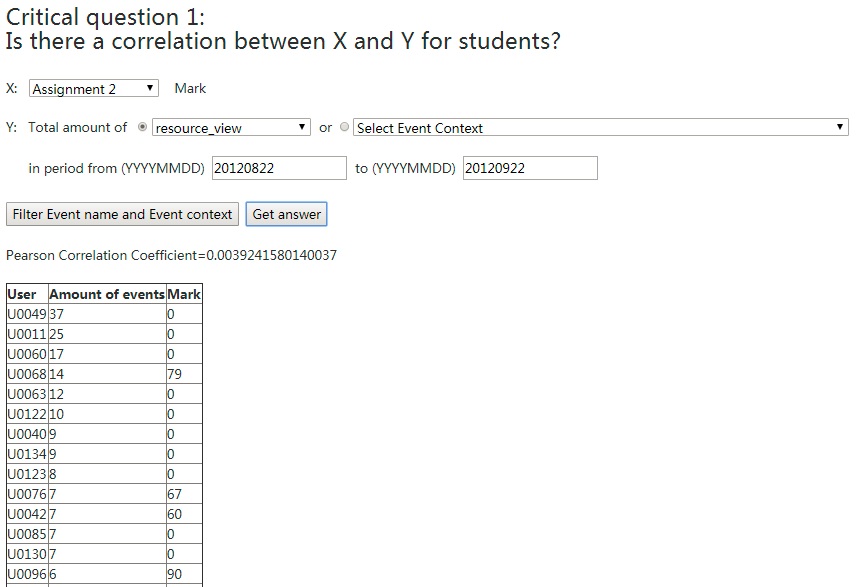 Critical question 1:
Is there a correlation between X and Y for students?
X: Assignment 2 Mark
Y: Total amount of resource_view or Select Event Context
in period from (YYYYMMDD) 20120822 to (YYYYMMDD) 20120922
Filter Event name and Event context Get answer
Pearson Correlation Coefficient=0.0039241580140037
User Amount of events Mark
U0049 37 0
U0011 25 0
U0060 17 0
U0068 14 79
U0063 12 0
U0122 10 0
U0040 9 0
U0134 9 0
U0123 8 0
U0076 7 67
U0042 7 60
U0085 7 0
U0130 7 0
U0096 6 90